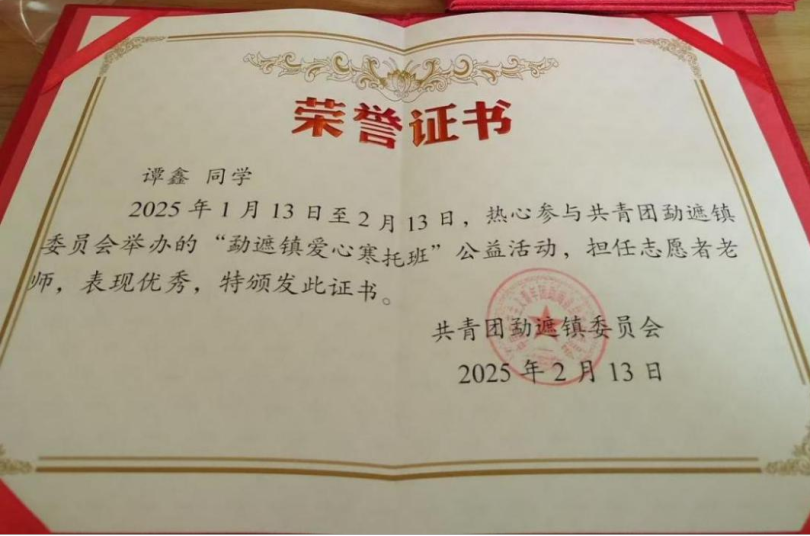 荣誉证书
谭鑫 同学
2025 年 1 月 13 日至 2 月 13 日，热心参与共青团勐遮镇
委员会举办的“勐遮镇爱心寒托班”公益活动，担任志愿者老
师，表现优秀，特颁发此证书。
共青团勐遮镇委员会
2025 年 2 月 13 日